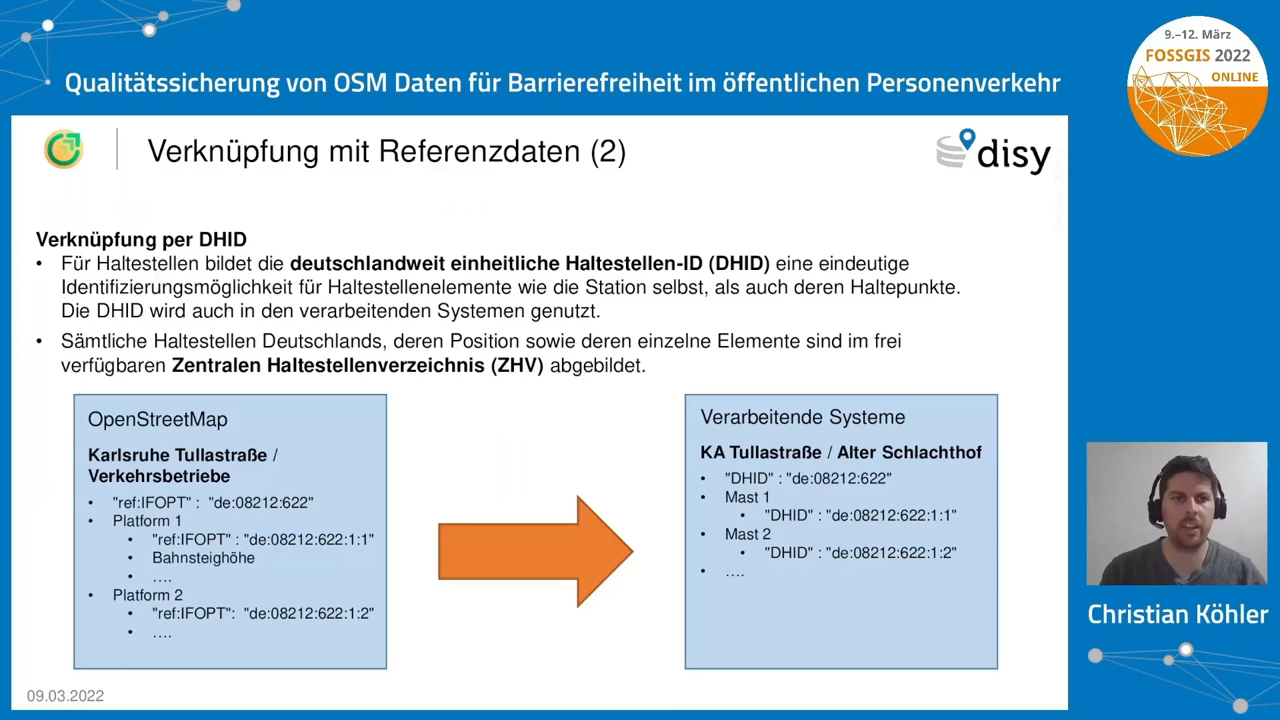 9.–12. März
FOSSGIS 2022
ONLINE
Qualitätssicherung von OSM Daten für Barrierefreiheit im öffentlichen Personenverkehr
Verknüpfung mit Referenzdaten (2)
disy
Verknüpfung per DHID
• Für Haltestellen bildet die deutschlandweit einheitliche Haltestellen-ID (DHID) eine eindeutige
Identifizierungsmöglichkeit für Haltestellenelemente wie die Station selbst, als auch deren Haltepunkte.
Die DHID wird auch in den verarbeitenden Systemen genutzt.
• Sämtliche Haltestellen Deutschlands, deren Position sowie deren einzelne Elemente sind im frei
verfügbaren Zentralen Haltestellenverzeichnis (ZHV) abgebildet.
OpenStreetMap
Karlsruhe Tullastraße /
Verkehrsbetriebe
• "ref:IFOPT" : "de:08212:622"
• Platform 1
• "ref:IFOPT" : "de:08212:622:1:1"
• Bahnsteighöhe
• ….
• Platform 2
• "ref:IFOPT": "de:08212:622:1:2"
• ….
Verarbeitende Systeme
KA Tullastraße / Alter Schlachthof
• "DHID" : "de:08212:622"
• Mast 1
• "DHID" : "de:08212:622:1:1"
• Mast 2
• "DHID" : "de:08212:622:1:2"
• ….
Christian Köhler
09.03.2022